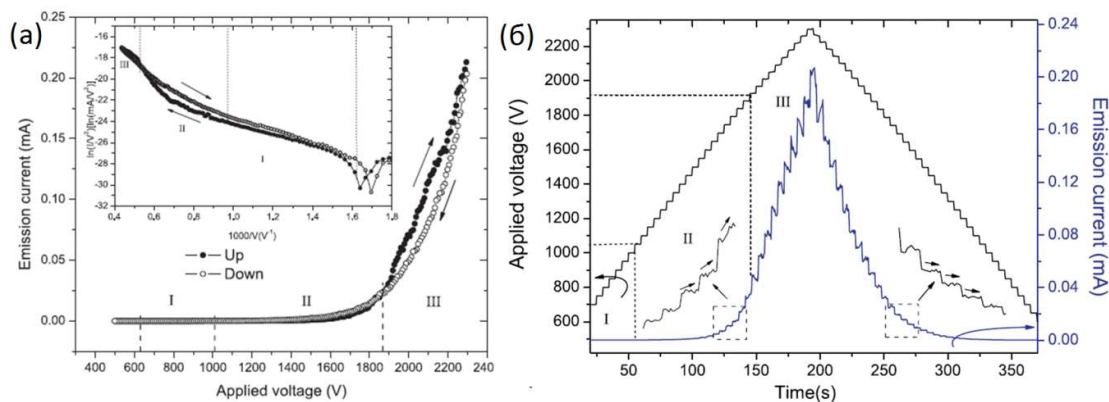 (a)
Emission current (mA)
0.25
0.20
0.15
0.10
0.05
0.00
ln(I/V²)[ln(mA/V²)]
-16
-18
-20
-22
-24
-26
-28
-30
III
II
I
0,4 0,6 0,8 1,0 1,2 1,4 1,6 1,8
1000/V(V⁻¹)
Up
Down
I II III
400 600 800 1000 1200 1400 1600 1800 2000 2200 240
Applied voltage (V)
(б)
Applied voltage (V)
2200
2000
1800
1600
1400
1200
1000
800
600
III
II
I
50 100 150 200 250 300 350
Time(s)
0.24
0.20
0.16
0.12
0.08
0.04
0.00
Emission current (mA)